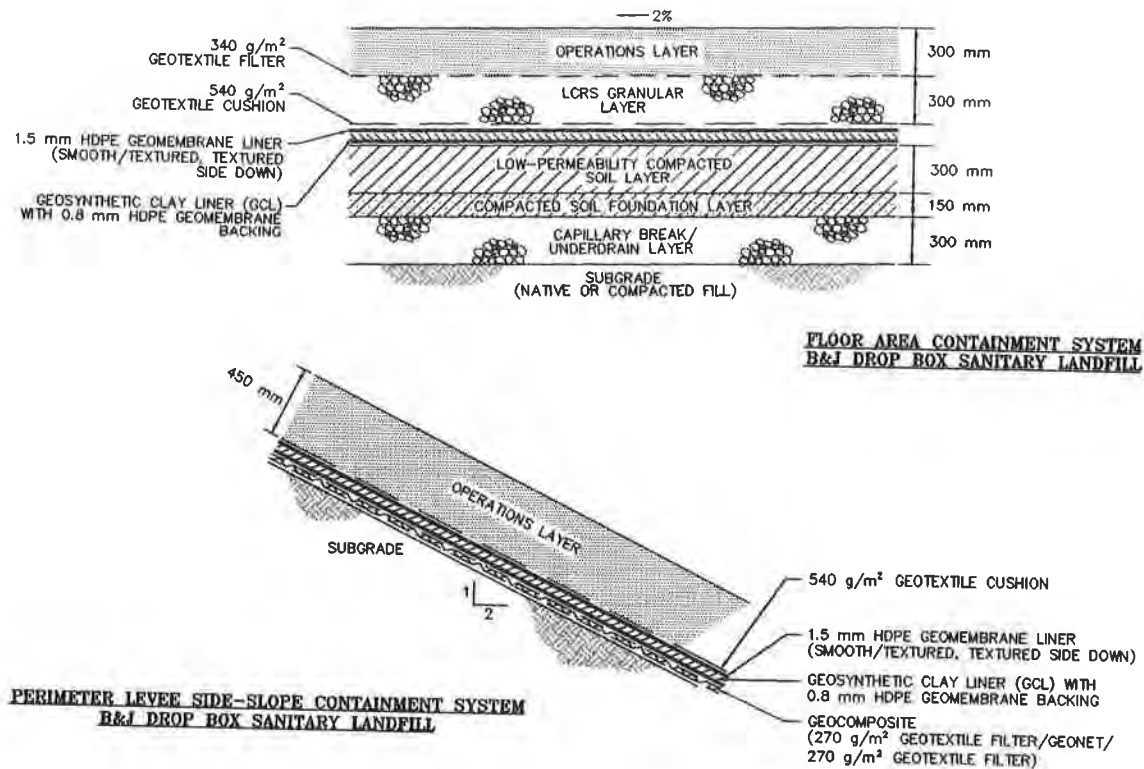 2%
340 g/m² GEOTEXTILE FILTER
OPERATIONS LAYER
300 mm
540 g/m² GEOTEXTILE CUSHION
LCRS GRANULAR LAYER
300 mm
1.5 mm HDPE GEOMEMBRANE LINER
(SMOOTH/TEXTURED, TEXTURED
SIDE DOWN)
LOW-PERMEABILITY COMPACTED
SOIL LAYER
300 mm
GEOSYNTHETIC CLAY LINER (GCL)
WITH 0.8 mm HDPE GEOMEMBRANE
BACKING
COMPACTED SOIL FOUNDATION LAYER
150 mm
CAPILLARY BREAK/
UNDERDRAIN LAYER
300 mm
SUBGRADE
(NATIVE OR COMPACTED FILL)
FLOOR AREA CONTAINMENT SYSTEM
B&J DROP BOX SANITARY LANDFILL
450 mm
OPERATIONS LAYER
SUBGRADE
1
2
540 g/m² GEOTEXTILE CUSHION
1.5 mm HDPE GEOMEMBRANE LINER
(SMOOTH/TEXTURED, TEXTURED SIDE DOWN)
GEOSYNTHETIC CLAY LINER (GCL) WITH
0.8 mm HDPE GEOMEMBRANE BACKING
GEOCOMPOSITE
(270 g/m² GEOTEXTILE FILTER/GEONET/
270 g/m² GEOTEXTILE FILTER)
PERIMETER LEVEE SIDE-SLOPE CONTAINMENT SYSTEM
B&J DROP BOX SANITARY LANDFILL